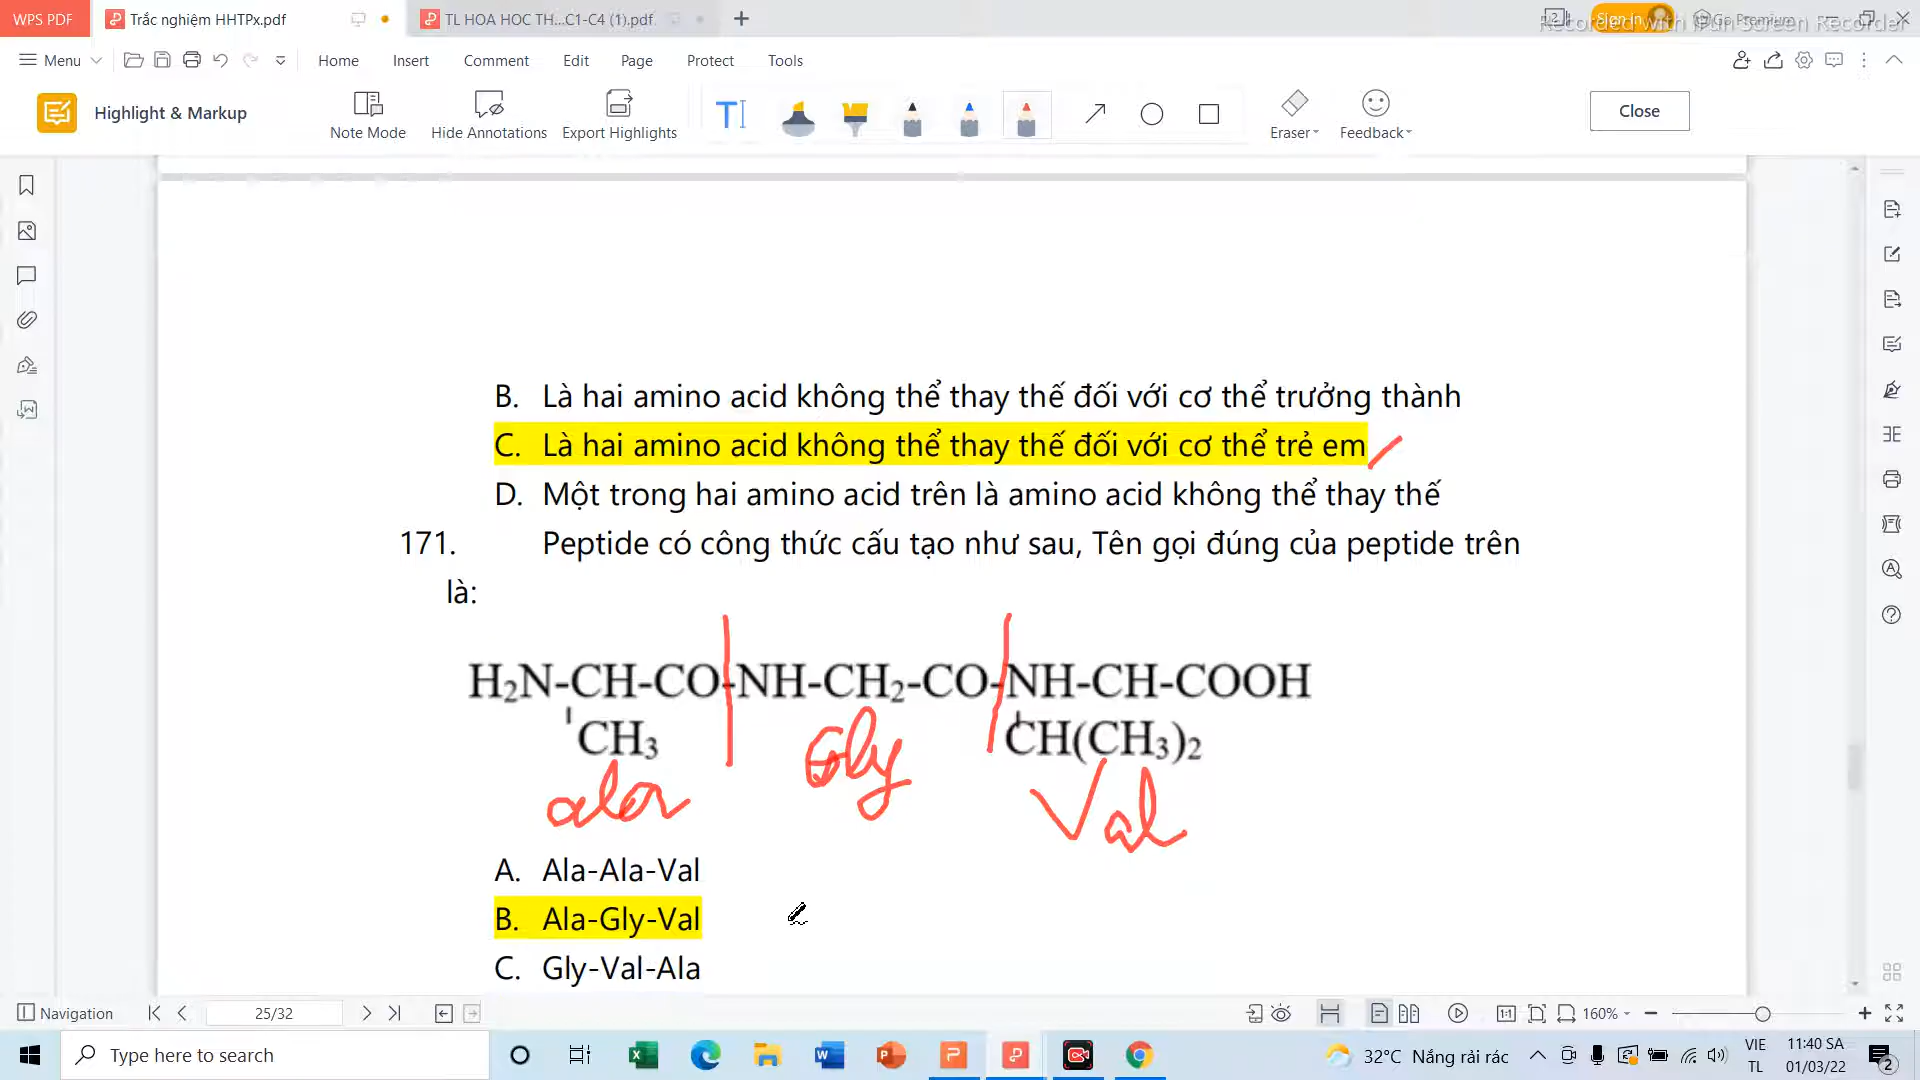 WPS PDF
Trắc nghiệm HHTPx.pdf
TL HOA HOC TH...C1-C4 (1).pdf
Sign in
Go Premium
Menu
Home
Insert
Comment
Edit
Page
Protect
Tools
Highlight & Markup
Note Mode
Hide Annotations
Export Highlights
Eraser
Feedback
Close
B. Là hai amino acid không thể thay thế đối với cơ thể trưởng thành
C. Là hai amino acid không thể thay thế đối với cơ thể trẻ em
D. Một trong hai amino acid trên là amino acid không thể thay thế
171. Peptide có công thức cấu tạo như sau, Tên gọi đúng của peptide trên
là:
H₂N-CH-CO-NH-CH₂-CO-NH-CH-COOH
CH₃ CH(CH₃)₂
ala Gly Val
A. Ala-Ala-Val
B. Ala-Gly-Val
C. Gly-Val-Ala
Navigation
25/32
160%
Type here to search
32°C Nắng rải rác
VIE
TL
11:40 SA
01/03/22
2